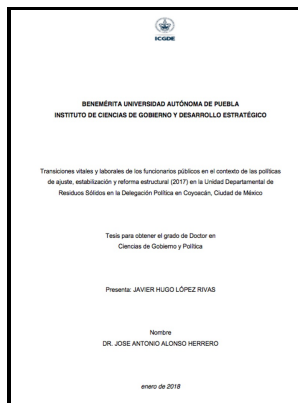 ICGDE
BENEMÉRITA UNIVERSIDAD AUTÓNOMA DE PUEBLA
INSTITUTO DE CIENCIAS DE GOBIERNO Y DESARROLLO ESTRATÉGICO
Transiciones vitales y laborales de los funcionarios públicos en el contexto de las políticas
de ajuste, estabilización y reforma estructural (2017) en la Unidad Departamental de
Residuos Sólidos en la Delegación Política en Coyoacán, Ciudad de México
Tesis para obtener el grado de Doctor en
Ciencias de Gobierno y Política
Presenta: JAVIER HUGO LÓPEZ RIVAS
Nombre
DR. JOSE ANTONIO ALONSO HERRERO
enero de 2018